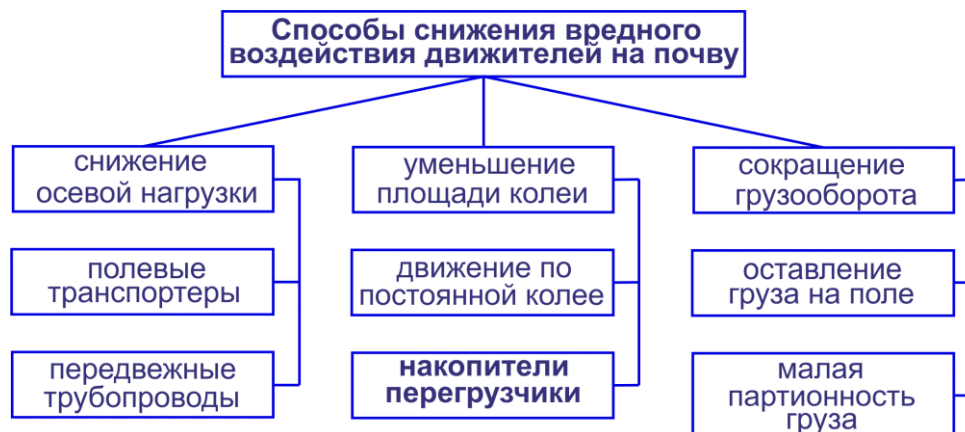 Способы снижения вредного
воздействия движителей на почву
снижение
осевой нагрузки
уменьшение
площади колеи
сокращение
грузооборота
полевые
транспортеры
движение по
постоянной колее
оставление
груза на поле
передвежные
трубопроводы
накопители
перегрузчики
малая
партионность
груза